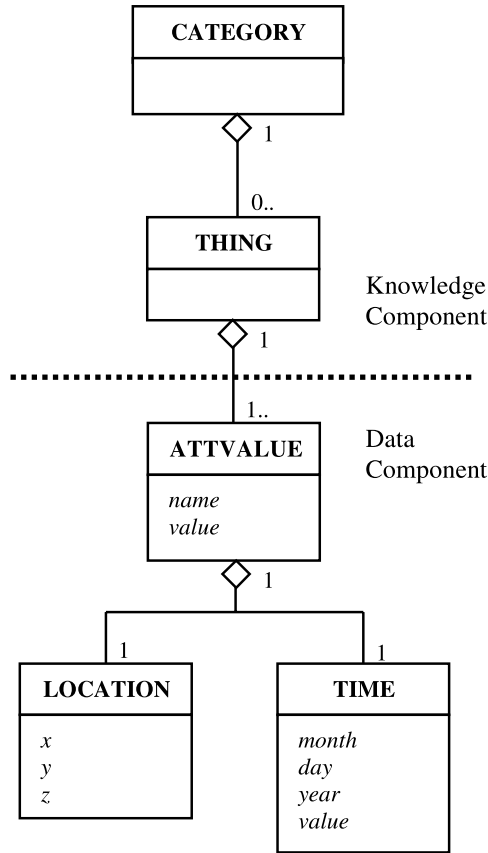 CATEGORY
1
0..
THING
Knowledge
Component
1
1..
ATTVALUE
Data
Component
name
value
1
1
1
LOCATION
TIME
x
y
z
month
day
year
value